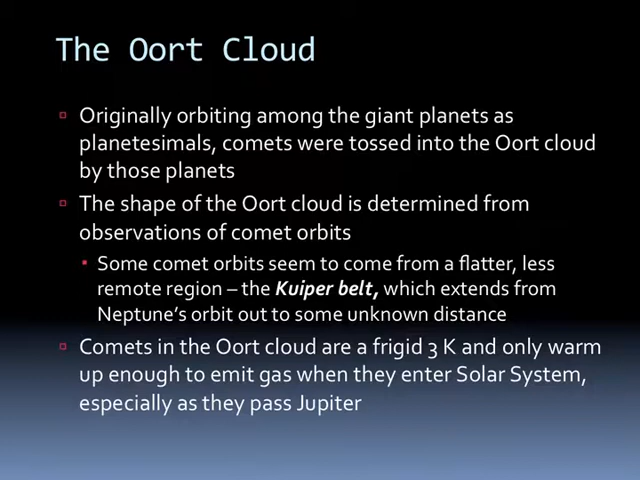 The Oort Cloud
Originally orbiting among the giant planets as
planetesimals, comets were tossed into the Oort cloud
by those planets
The shape of the Oort cloud is determined from
observations of comet orbits
Some comet orbits seem to come from a flatter, less
remote region – the Kuiper belt, which extends from
Neptune's orbit out to some unknown distance
Comets in the Oort cloud are a frigid 3 K and only warm
up enough to emit gas when they enter Solar System,
especially as they pass Jupiter